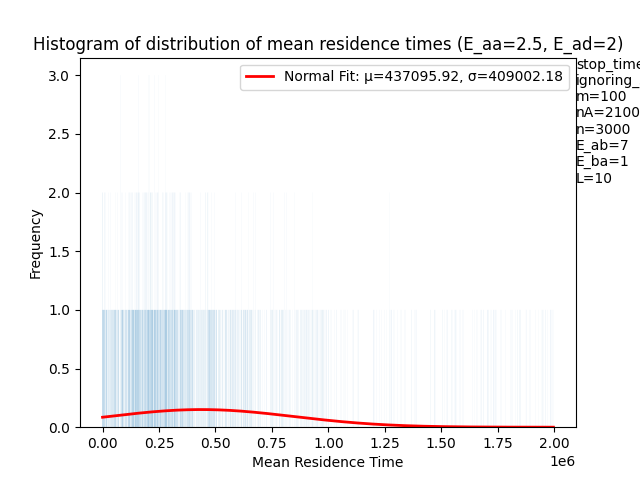 Histogram of distribution of mean residence times (E_aa=2.5, E_ad=2)
Normal Fit: μ=437095.92, σ=409002.18
stop_time
ignoring_
m=100
nA=2100
n=3000
E_ab=7
E_ba=1
L=10
Frequency
3.0
2.5
2.0
1.5
1.0
0.5
0.0
0.00 0.25 0.50 0.75 1.00 1.25 1.50 1.75 2.00
1e6
Mean Residence Time